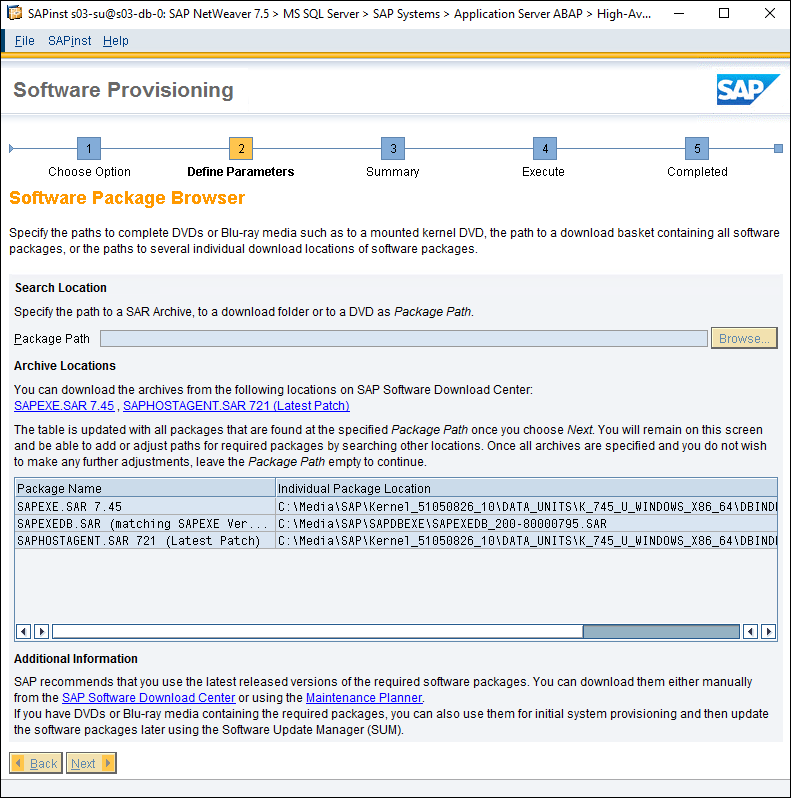 SAPinst s03-su@s03-db-0: SAP NetWeaver 7.5 > MS SQL Server > SAP Systems > Application Server ABAP > High-Av...
File SAPinst Help
Software Provisioning
SAP
1 2 3 4 5
Choose Option Define Parameters Summary Execute Completed
Software Package Browser
Specify the paths to complete DVDs or Blu-ray media such as to a mounted kernel DVD, the path to a download basket containing all software
packages, or the paths to several individual download locations of software packages.
Search Location
Specify the path to a SAR Archive, to a download folder or to a DVD as Package Path.
Package Path Browse...
Archive Locations
You can download the archives from the following locations on SAP Software Download Center:
SAPEXE.SAR 7.45 , SAPHOSTAGENT.SAR 721 (Latest Patch)
The table is updated with all packages that are found at the specified Package Path once you choose Next. You will remain on this screen
and be able to add or adjust paths for required packages by searching other locations. Once all archives are specified and you do not wish
to make any further adjustments, leave the Package Path empty to continue.
Package Name Individual Package Location
SAPEXE.SAR 7.45 C:\Media\SAP\Kernel_51050826_10\DATA_UNITS\K_745_U_WINDOWS_X86_64\DBINDE
SAPEXEDB.SAR (matching SAPEXE Ver... C:\Media\SAP\SAPDBEXE\SAPEXEDB_200-80000795.SAR
SAPHOSTAGENT.SAR 721 (Latest Patch) C:\Media\SAP\Kernel_51050826_10\DATA_UNITS\K_745_U_WINDOWS_X86_64\DBINDE
Additional Information
SAP recommends that you use the latest released versions of the required software packages. You can download them either manually
from the SAP Software Download Center or using the Maintenance Planner.
If you have DVDs or Blu-ray media containing the required packages, you can also use them for initial system provisioning and then update
the software packages later using the Software Update Manager (SUM).
Back Next